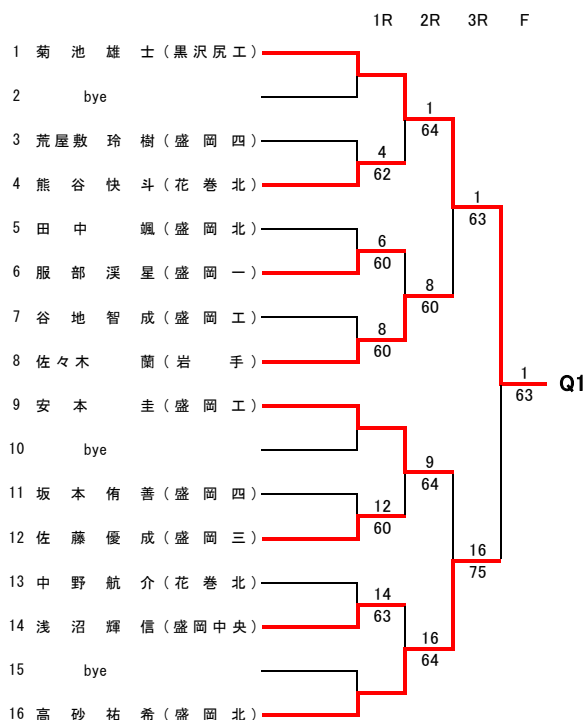 1R 2R 3R F
1 菊池雄士(黒沢尻工)
2 bye
1
64
3 荒屋敷玲樹(盛岡四)
4
62
4 熊谷快斗(花巻北)
1
63
5 田中颯(盛岡北)
6
60
6 服部渓星(盛岡一)
8
60
7 谷地智成(盛岡工)
8
60
8 佐々木蘭(岩手)
1
63
Q1
9 安本圭(盛岡工)
10 bye
9
64
11 坂本侑善(盛岡四)
12
60
12 佐藤優成(盛岡三)
16
75
13 中野航介(花巻北)
14
63
14 浅沼輝信(盛岡中央)
16
64
15 bye
16 高砂祐希(盛岡北)